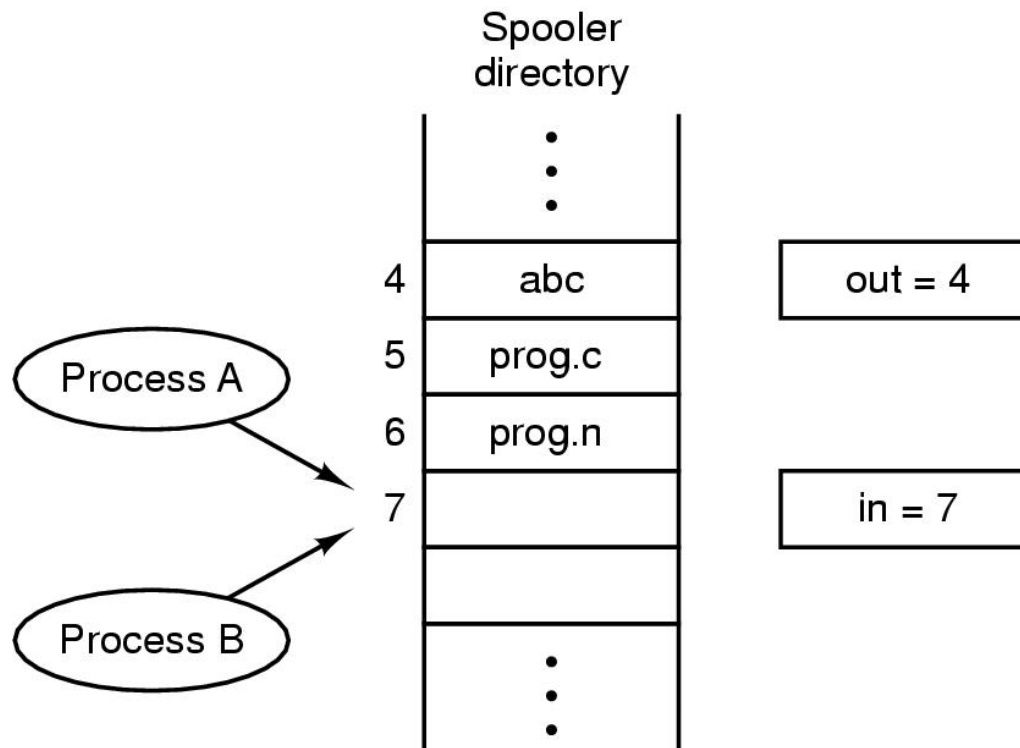 Spooler
directory
4
abc
out = 4
Process A
5
prog.c
6
prog.n
7
in = 7
Process B